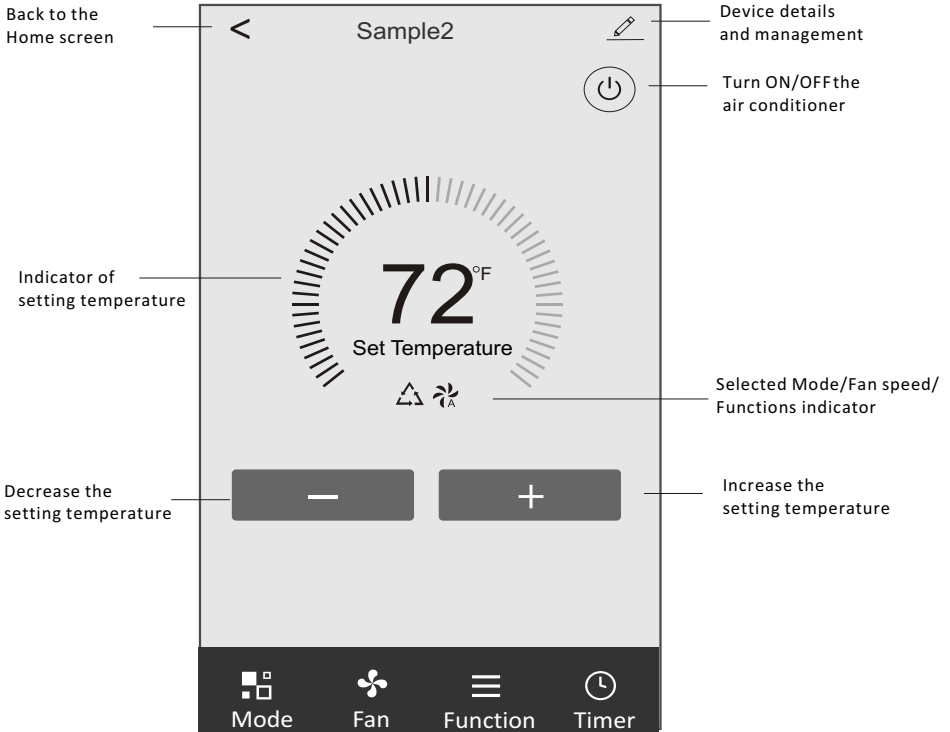 Back to the
Home screen
<
Sample2
Device details
and management
Turn ON/OFF the
air conditioner
Indicator of
setting temperature
72°F
Set Temperature
A
Selected Mode/Fan speed/
Functions indicator
Decrease the
setting temperature
—
+
Increase the
setting temperature
Mode
Fan
Function
Timer